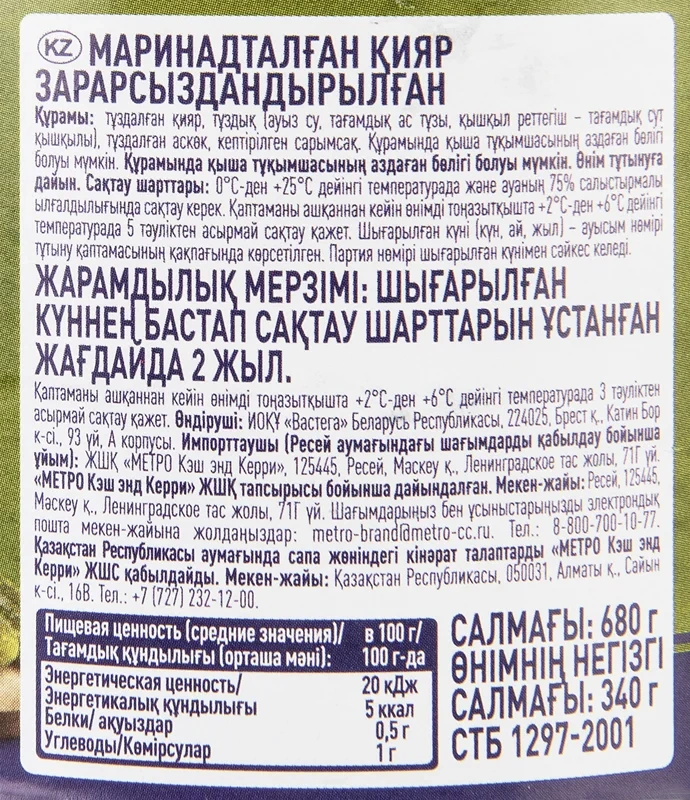 KZ МАРИНАДТАЛҒАН ҚИЯР
ЗАРАРСЫЗДАНДЫРЫЛҒАН
Құрамы: тұздалған қияр, тұздық (ауыз су, тағамдық ас тұзы, қышқыл реттегіш – тағамдық сүт
қышқылы), тұздалған аскөк, кептірілген сарымсақ. Құрамында қыша тұқымшасының аздаған бөлігі
болуы мүмкін. Құрамында қыша тұқымшасының аздаған бөлігі болуы мүмкін. Өнім тұтынуға
дайын. Сақтау шарттары: 0°С-ден +25°С дейінгі температурада және ауаның 75% салыстырмалы
ылғалдылығында сақтау керек. Қаптаманы ашқаннан кейін өнімді тоңазытқышта +2°С-ден +6°С дейінгі
температурада 5 тәуліктен асырмай сақтау қажет. Шығарылған күні (күн, ай, жыл) – ауысым нөмірі
тұтыну қаптамасының қақпағында көрсетілген. Партия нөмірі шығарылған күнімен сәйкес келеді.
ЖАРАМДЫЛЫҚ МЕРЗІМІ: ШЫҒАРЫЛҒАН
КҮННЕҢ БАСТАП САҚТАУ ШАРТТАРЫН ҰСТАНҒАН
ЖАҒДАЙДА 2 ЖЫЛ.
Қаптаманы ашқаннан кейін өнімді тоңазытқышта +2°С-ден +6°С дейінгі температурада 3 тәуліктен
асырмай сақтау қажет. Өндіруші: ИОҚУ «Вастега» Беларусь Республикасы, 224025, Брест қ., Катин Бор
к-сі., 93 үй, А корпусы. Импорттаушы (Ресей аумағындағы шағымдарды қабылдау бойынша
ұйым): ЖШҚ «МЕТРО Кэш энд Керри», 125445, Ресей, Мәскеу қ., Ленинградское тас жолы, 71Г үй.
«МЕТРО Кэш энд Керри» ЖШҚ тапсырысы бойынша дайындалған. Мекен-жайы: Ресей, 125445,
Мәскеу қ., Ленинградское тас жолы, 71Г үй. Шағымдарыңыз бен ұсыныстарыңызды электрондық
пошта мекен-жайына жолдаңыздар: metro-brand@metro-cc.ru. Тел.: 8-800-700-10-77.
Қазақстан Республикасы аумағында сапа жөніндегі кінәрат талаптарды «МЕТРО Кэш энд
Керри» ЖШС қабылдайды. Мекен-жайы: Қазақстан Республикасы, 050031, Алматы қ., Сайын
к-сі., 16В. Тел.: +7 (727) 232-12-00.
Пищевая ценность (средние значения)/ в 100 г/
Тағамдық құндылығы (орташа мәні): 100 г-да
Энергетическая ценность/ 20 кДж
Энергетикалық құндылығы 5 ккал
Белки/ ақуыздар 0,5 г
Углеводы/Көмірсулар 1 г
САЛМАҒЫ: 680 г
ӨНІМНІҢ НЕГІЗГІ
САЛМАҒЫ: 340 г
СТБ 1297-2001